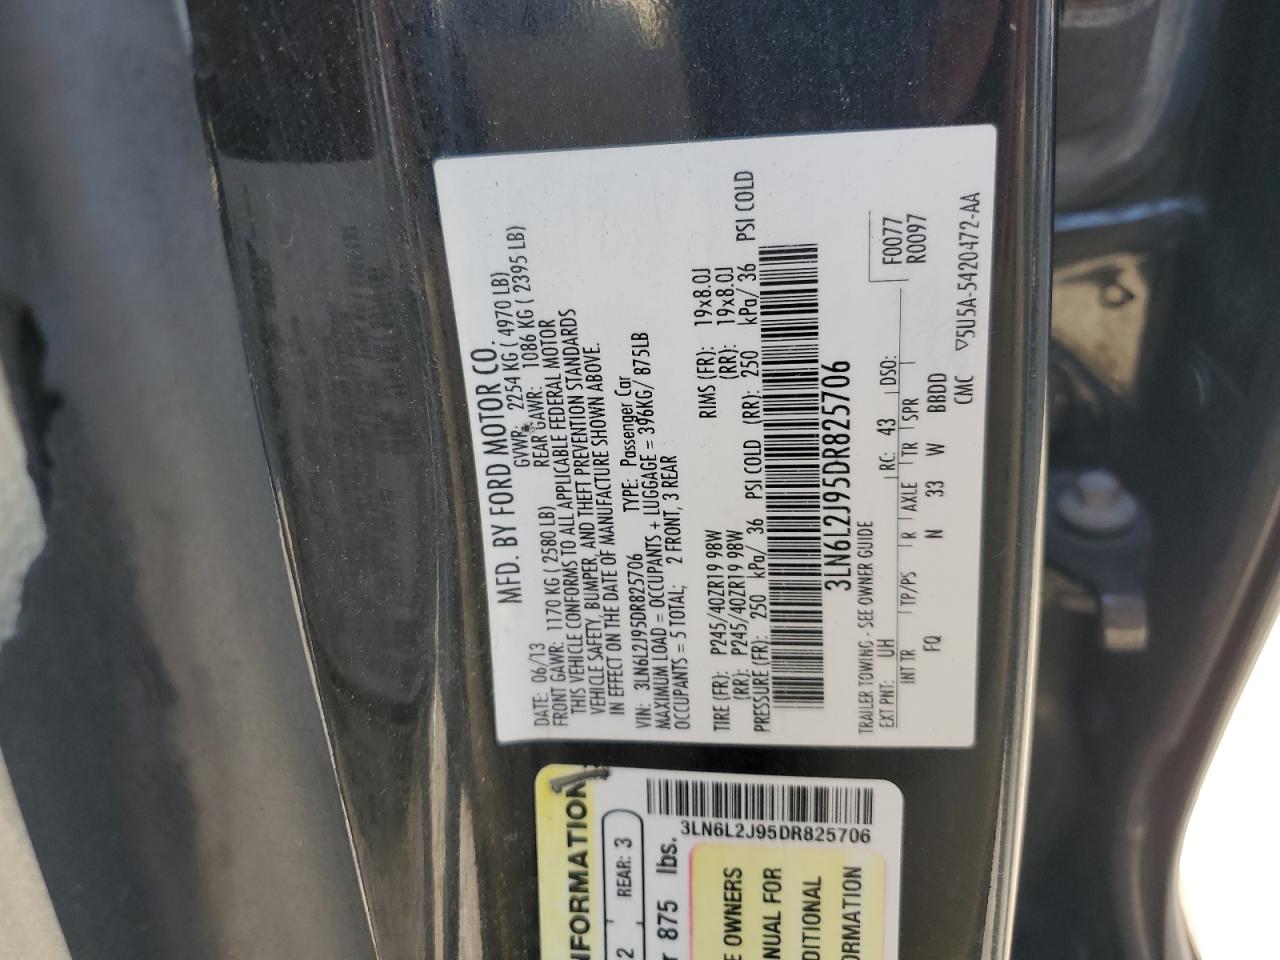 MFD. BY FORD MOTOR CO.
DATE: 06/13 GVWR: 2254 KG ( 4970 LB)
FRONT GAWR: 1170 KG ( 2580 LB) REAR GAWR: 1086 KG ( 2395 LB)
THIS VEHICLE CONFORMS TO ALL APPLICABLE FEDERAL MOTOR
VEHICLE SAFETY, BUMPER, AND THEFT PREVENTION STANDARDS
IN EFFECT ON THE DATE OF MANUFACTURE SHOWN ABOVE.
VIN: 3LN6L2J95DR825706 TYPE: Passenger Car
MAXIMUM LOAD = OCCUPANTS + LUGGAGE = 396KG/ 875LB
OCCUPANTS = 5 TOTAL; 2 FRONT, 3 REAR
TIRE (FR): P245/40ZR19 98W RIMS (FR): 19x8.0J
(RR): P245/40ZR19 98W (RR): 19x8.0J
PRESSURE (FR): 250 kPa/ 36 PSI COLD (RR): 250 kPa/ 36 PSI COLD
3LN6L2J95DR825706
TRAILER TOWING - SEE OWNER GUIDE F0077
EXT PNT: UH RC: 43 DSO: R0097
INT TR TP/PS R AXLE TR SPR
FQ N 33 W BBDD
CMC ▽5U5A-5420472-AA
NFORMATION
2 REAR: 3
r 875 lbs.
3LN6L2J95DR825706
E OWNERS
NUAL FOR
DITIONAL
ORMATION